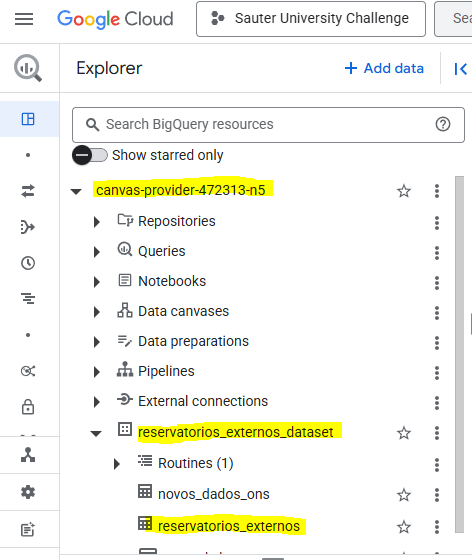 Google Cloud
Sauter University Challenge
Sea
Explorer
+ Add data
Search BigQuery resources
Show starred only
canvas-provider-472313-n5
Repositories
Queries
Notebooks
Data canvases
Data preparations
Pipelines
External connections
reservatorios_externos_dataset
Routines (1)
novos_dados_ons
reservatorios_externos